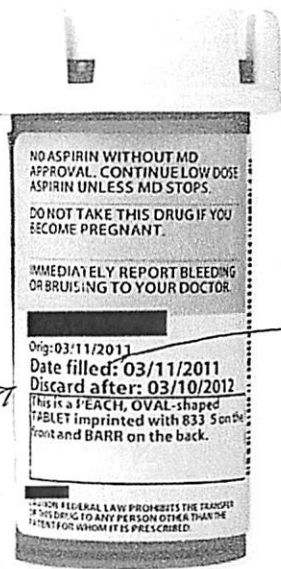 NO ASPIRIN WITHOUT MD
APPROVAL. CONTINUE LOW DOSE
ASPIRIN UNLESS MD STOPS.
DO NOT TAKE THIS DRUG IF YOU
BECOME PREGNANT.
IMMEDIATELY REPORT BLEEDING
OR BRUISING TO YOUR DOCTOR.
Orig: 03/11/2011
Date filled: 03/11/2011
Discard after: 03/10/2012
This is a PEACH, OVAL-shaped
TABLET imprinted with 833 5 on the
front and BARR on the back.
CAUTION: FEDERAL LAW PROHIBITS THE TRANSFER
OF THIS DRUG TO ANY PERSON OTHER THAN THE
PATIENT FOR WHOM IT IS PRESCRIBED.